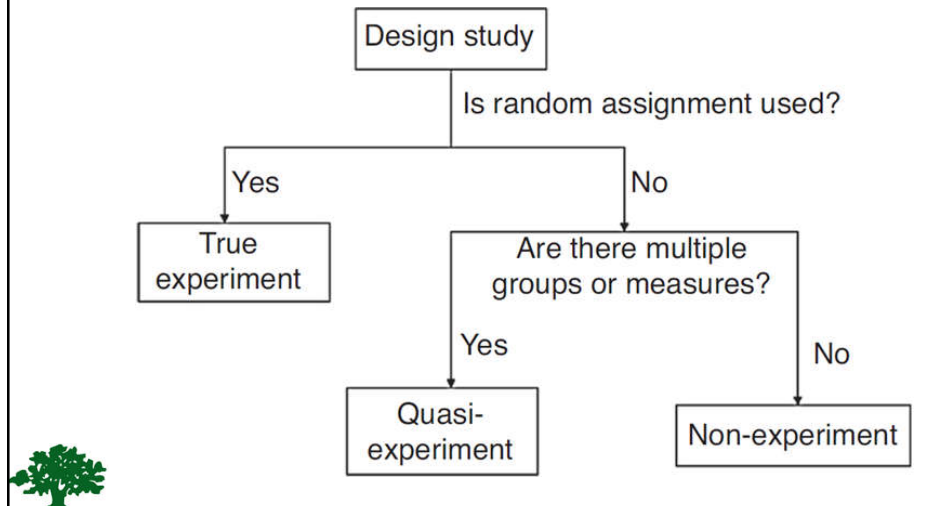 Design study
Is random assignment used?
Yes
No
True
experiment
Are there multiple
groups or measures?
Yes
No
Quasi-
experiment
Non-experiment